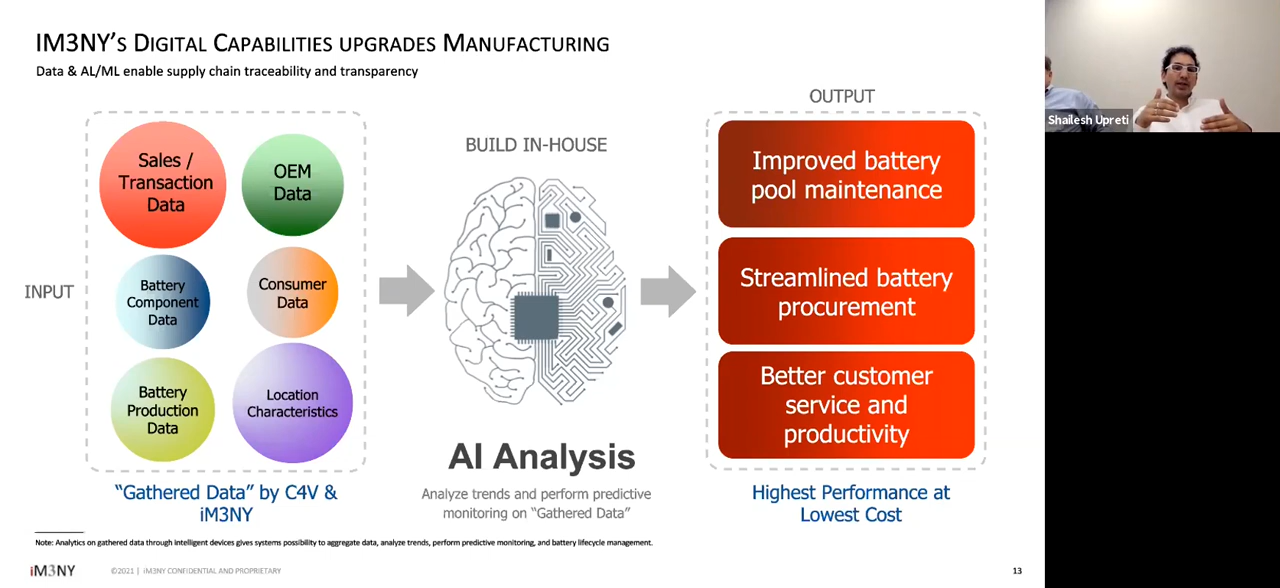 IM3NY'S DIGITAL CAPABILITIES UPGRADES MANUFACTURING
Data & AL/ML enable supply chain traceability and transparency
INPUT
Sales /
Transaction
Data
OEM
Data
Battery
Component
Data
Consumer
Data
Battery
Production
Data
Location
Characteristics
"Gathered Data" by C4V &
iM3NY
BUILD IN-HOUSE
AI Analysis
Analyze trends and perform predictive
monitoring on "Gathered Data"
OUTPUT
Improved battery
pool maintenance
Streamlined battery
procurement
Better customer
service and
productivity
Highest Performance at
Lowest Cost
Note: Analytics on gathered data through intelligent devices gives systems possibility to aggregate data, analyze trends, perform predictive monitoring, and battery lifecycle management.
iM3NY
©2021 | iM3NY CONFIDENTIAL AND PROPRIETARY
13
Shailesh Upreti